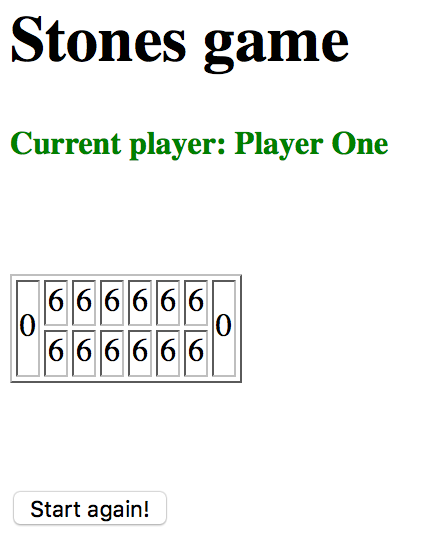 Stones game
Current player: Player One
6 6 6 6 6 6
0 0
6 6 6 6 6 6
Start again!